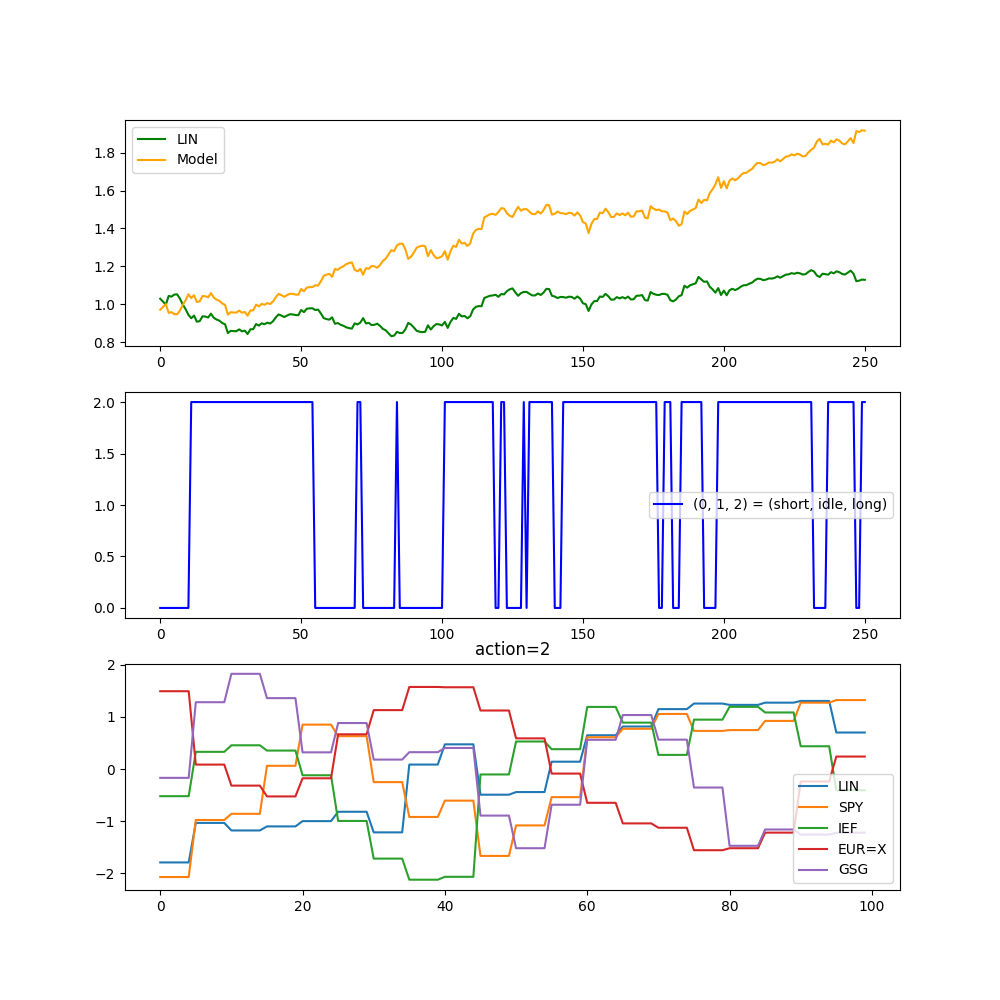 LIN
Model
1.8
1.6
1.4
1.2
1.0
0.8
0 50 100 150 200 250
2.0
1.5
1.0
0.5
0.0
(0, 1, 2) = (short, idle, long)
0 50 100 150 200 250
action=2
2
1
0
−1
−2
LIN
SPY
IEF
EUR=X
GSG
0 20 40 60 80 100